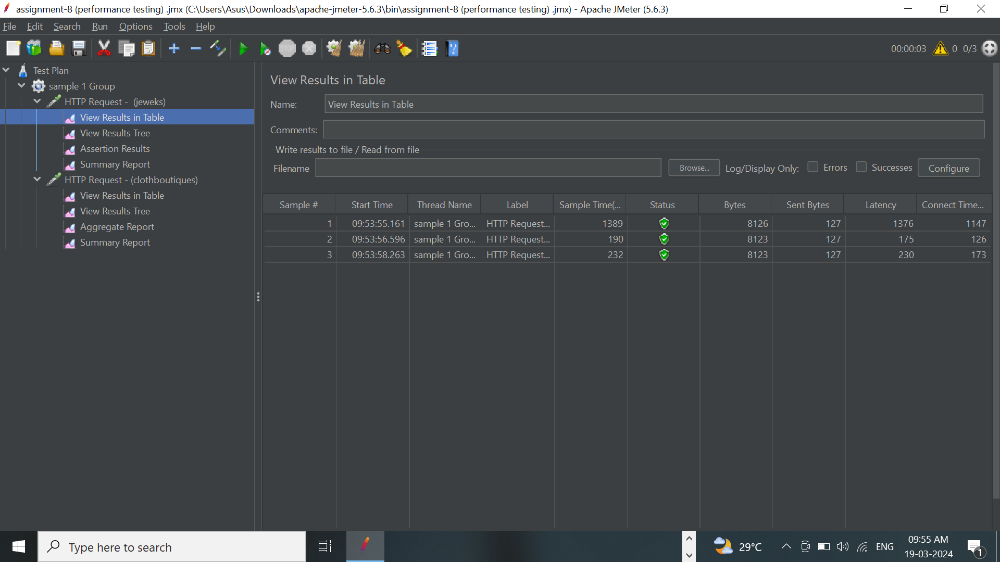 assignment-8 (performance testing) .jmx (C:\Users\Asus\Downloads\apache-jmeter-5.6.3\bin\assignment-8 (performance testing) .jmx) - Apache JMeter (5.6.3)
File Edit Search Run Options Tools Help
STOP 00:00:03 0 0/3
Test Plan
sample 1 Group
HTTP Request - (jeweks)
View Results in Table
View Results Tree
Assertion Results
Summary Report
HTTP Request - (clothboutiques)
View Results in Table
View Results Tree
Aggregate Report
Summary Report
View Results in Table
Name: View Results in Table
Comments:
Write results to file / Read from file
Filename Browse... Log/Display Only: Errors Successes Configure
Sample # Start Time Thread Name Label Sample Time(... Status Bytes Sent Bytes Latency Connect Time...
1 09:53:55.161 sample 1 Gro... HTTP Request... 1389 8126 127 1376 1147
2 09:53:56.596 sample 1 Gro... HTTP Request... 190 8123 127 175 126
3 09:53:58.263 sample 1 Gro... HTTP Request... 232 8123 127 230 173
Type here to search
29°C
ENG
09:55 AM
19-03-2024
1